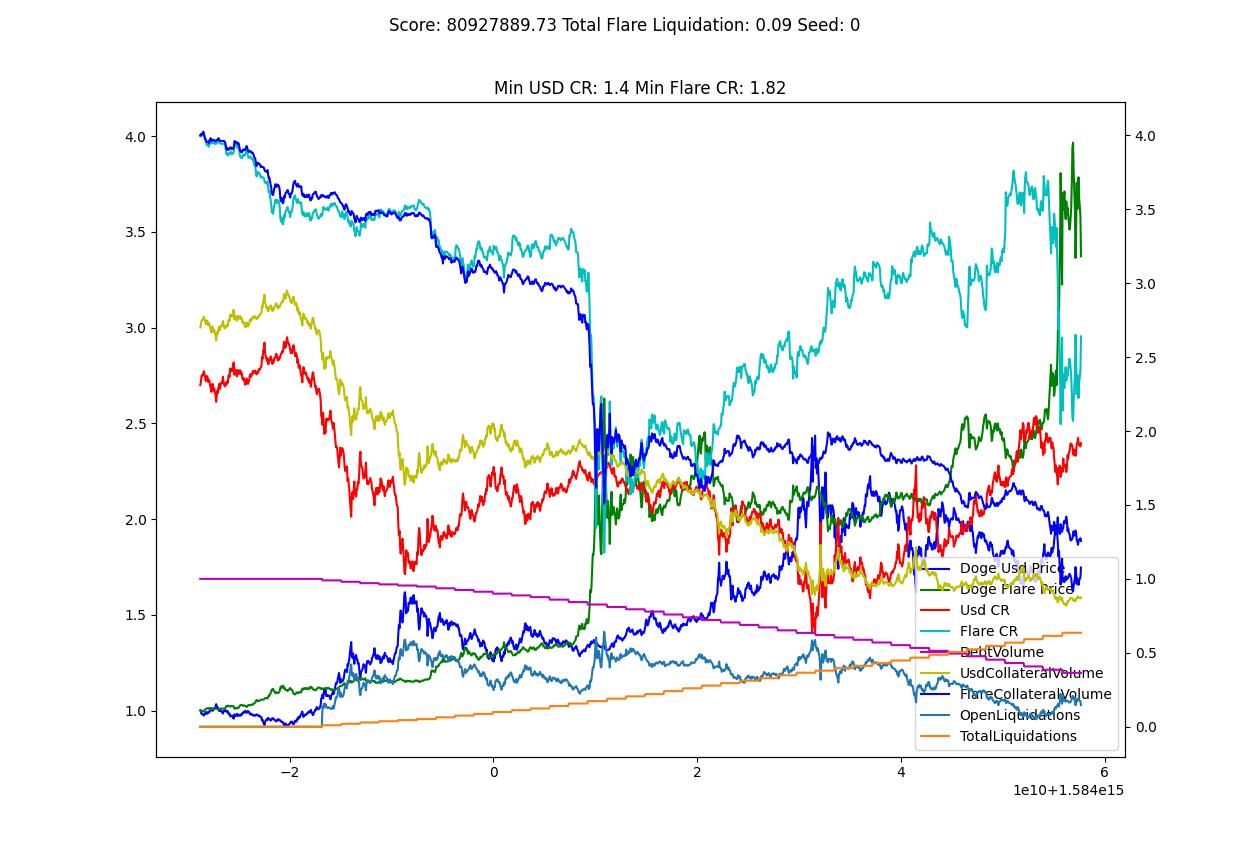 Score: 80927889.73 Total Flare Liquidation: 0.09 Seed: 0
Min USD CR: 1.4 Min Flare CR: 1.82
4.0
3.5
3.0
2.5
2.0
1.5
1.0
4.0
3.5
3.0
2.5
2.0
1.5
1.0
0.5
0.0
Doge Usd Price
Doge Flare Price
Usd CR
Flare CR
DebtVolume
UsdCollateralVolume
FlareCollateralVolume
OpenLiquidations
TotalLiquidations
−2 0 2 4 6
1e10+1.584e15